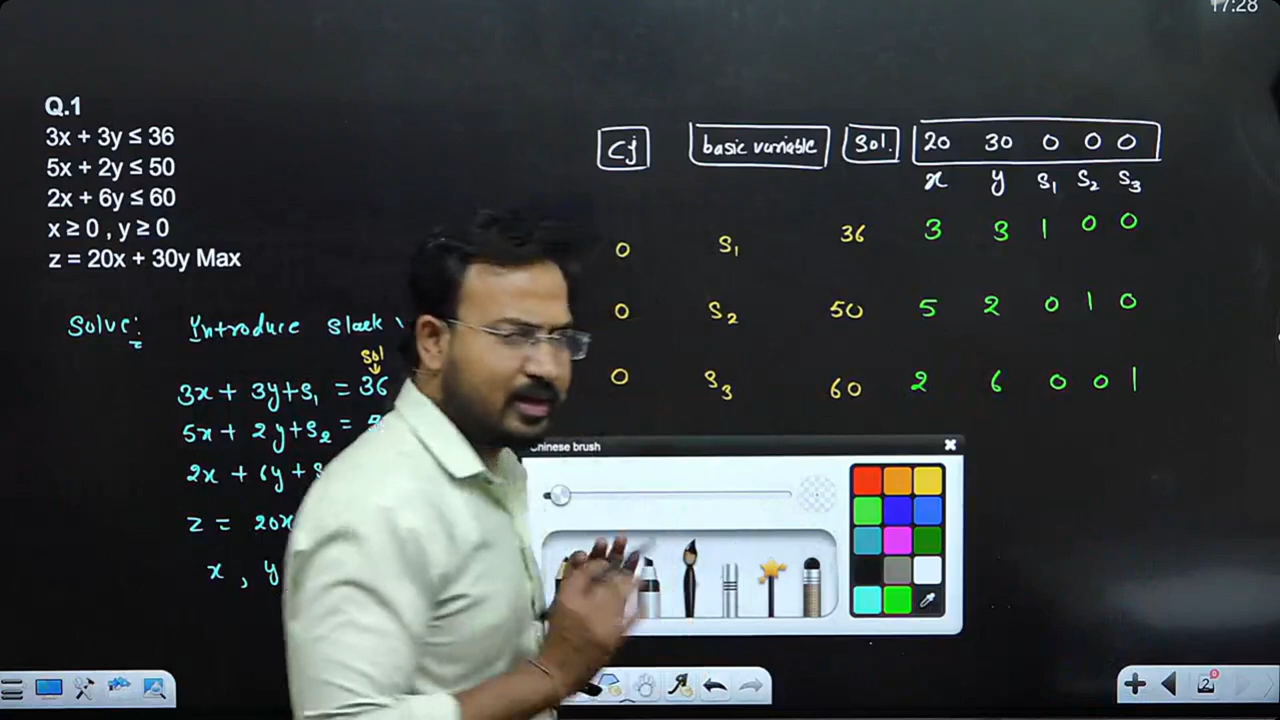 17:28
Q.1
3x + 3y ≤ 36
5x + 2y ≤ 50
2x + 6y ≤ 60
x ≥ 0 , y ≥ 0
z = 20x + 30y Max
Solve:
Introduce slack
sol
3x + 3y + s₁ = 36
5x + 2y + s₂ =
2x + 6y +
z = 20x
x , y
Cj basic variable Sol. 20 30 0 0 0
x y s₁ s₂ s₃
0 s₁ 36 3 3 1 0 0
0 s₂ 50 5 2 0 1 0
0 s₃ 60 2 6 0 0 1
Chinese brush
2